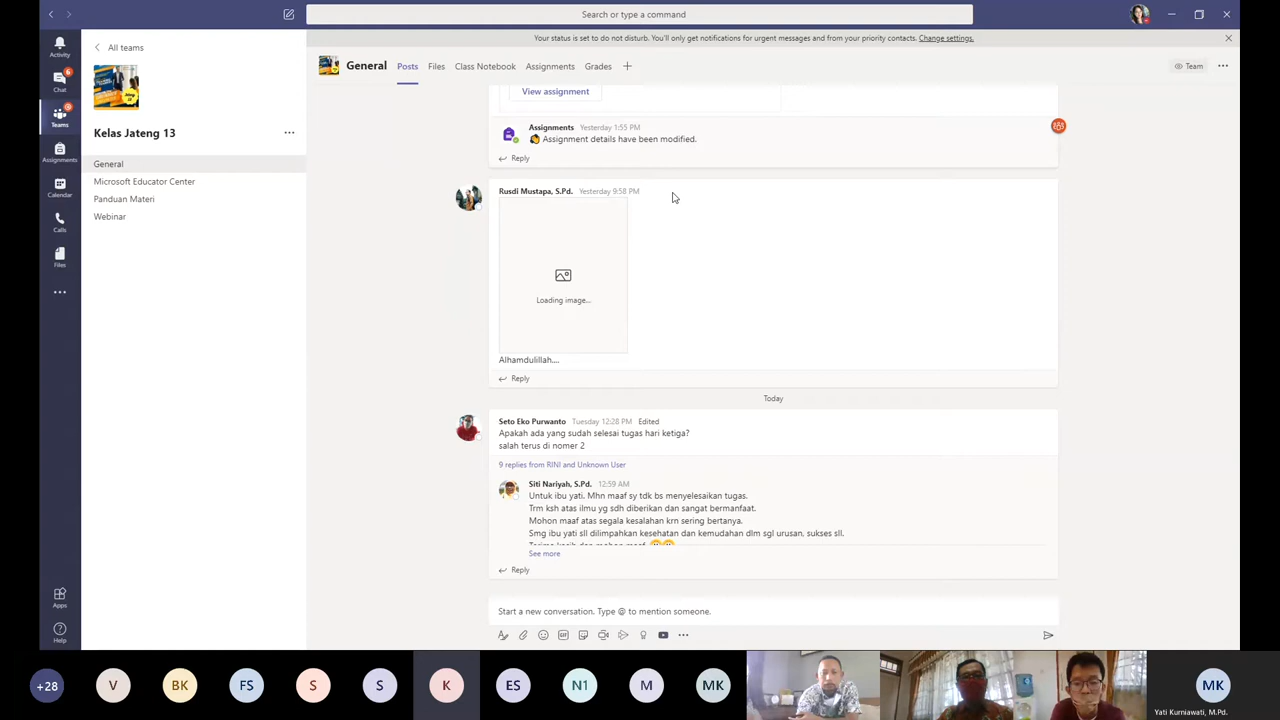 Search or type a command
Your status is set to do not disturb. You'll only get notifications for urgent messages and from your priority contacts. Change settings.
Activity
6
Chat
Teams
Assignments
Calendar
Calls
Files
Apps
Help
All teams
Kelas Jateng 13
General
Microsoft Educator Center
Panduan Materi
Webinar
General
Posts
Files
Class Notebook
Assignments
Grades
Team
View assignment
Assignments Yesterday 1:55 PM
Assignment details have been modified.
Reply
Rusdi Mustapa, S.Pd. Yesterday 9:58 PM
Loading image...
Alhamdulillah....
Reply
Today
Seto Eko Purwanto Tuesday 12:28 PM Edited
Apakah ada yang sudah selesai tugas hari ketiga?
salah terus di nomer 2
9 replies from RINI and Unknown User
Siti Nariyah, S.Pd. 12:59 AM
Untuk ibu yati. Mhn maaf sy tdk bs menyelesaikan tugas.
Trm ksh atas ilmu yg sdh diberikan dan sangat bermanfaat.
Mohon maaf atas segala kesalahan krn sering bertanya.
Smg ibu yati sll dilimpahkan kesehatan dan kemudahan dlm sgl urusan, sukses sll.
See more
Reply
Start a new conversation. Type @ to mention someone.
GIF
+28
V
BK
FS
S
S
K
ES
N1
M
MK
MK
Yati Kurniawati, M.Pd.